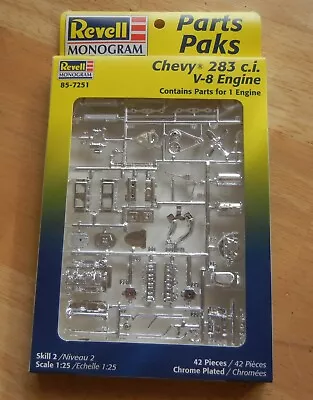 Revell
MONOGRAM
Parts
Paks
Revell
MONOGRAM
85-7251
Chevy® 283 c.i.
V-8 Engine
Contains Parts for 1 Engine
Skill 2 /Niveau 2
Scale 1:25 /Echelle 1:25
42 Pieces / 42 Pièces
Chrome Plated / Chromées